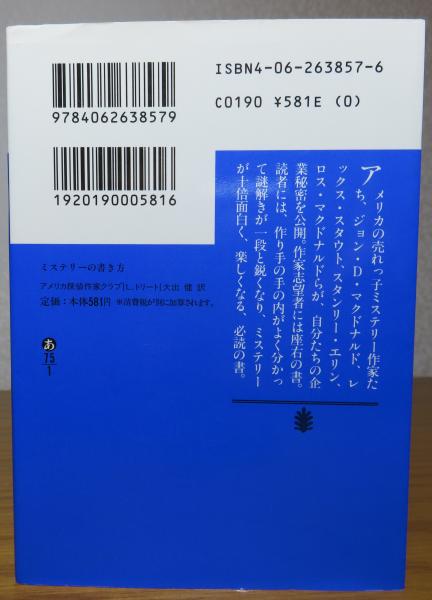 ISBN4-06-263857-6
C0190 ¥581E (0)
9784062638579
1920190005816
アメリカの売れっ子ミステリー作家た
ち、ジョン・D・マクドナルド、レ
ックス・スタウト、スタンリー・エリン、
ロス・マクドナルドらが、自分たちの企
業秘密を公開。作家志望者には座右の書。
読者には、作り手の手の内がよく分かっ
て謎解きが一段と鋭くなり、ミステリー
が十倍面白く、楽しくなる、必読の書。
ミステリーの書き方
アメリカ探偵作家クラブ|L.トリート|大出 健 訳
定価:本体581円 ※消費税が別に加算されます。
あ
75
1